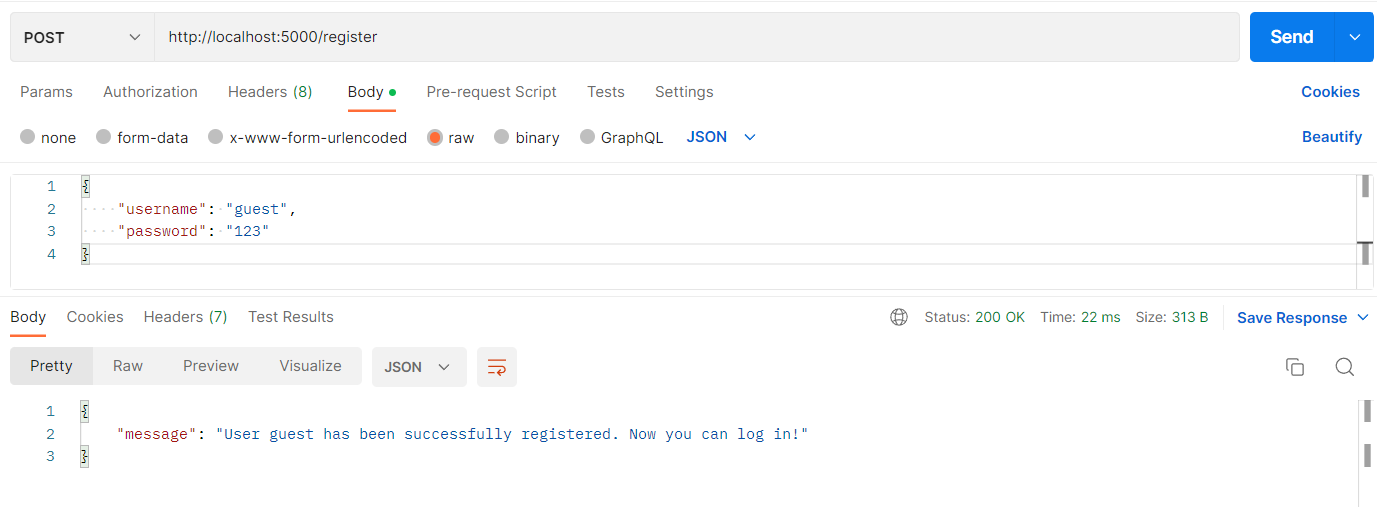 POST http://localhost:5000/register Send
Params Authorization Headers (8) Body Pre-request Script Tests Settings Cookies
none form-data x-www-form-urlencoded raw binary GraphQL JSON Beautify
1 {
2 "username": "guest",
3 "password": "123"
4 }
Body Cookies Headers (7) Test Results Status: 200 OK Time: 22 ms Size: 313 B Save Response
Pretty Raw Preview Visualize JSON
1 {
2 "message": "User guest has been successfully registered. Now you can log in!"
3 }